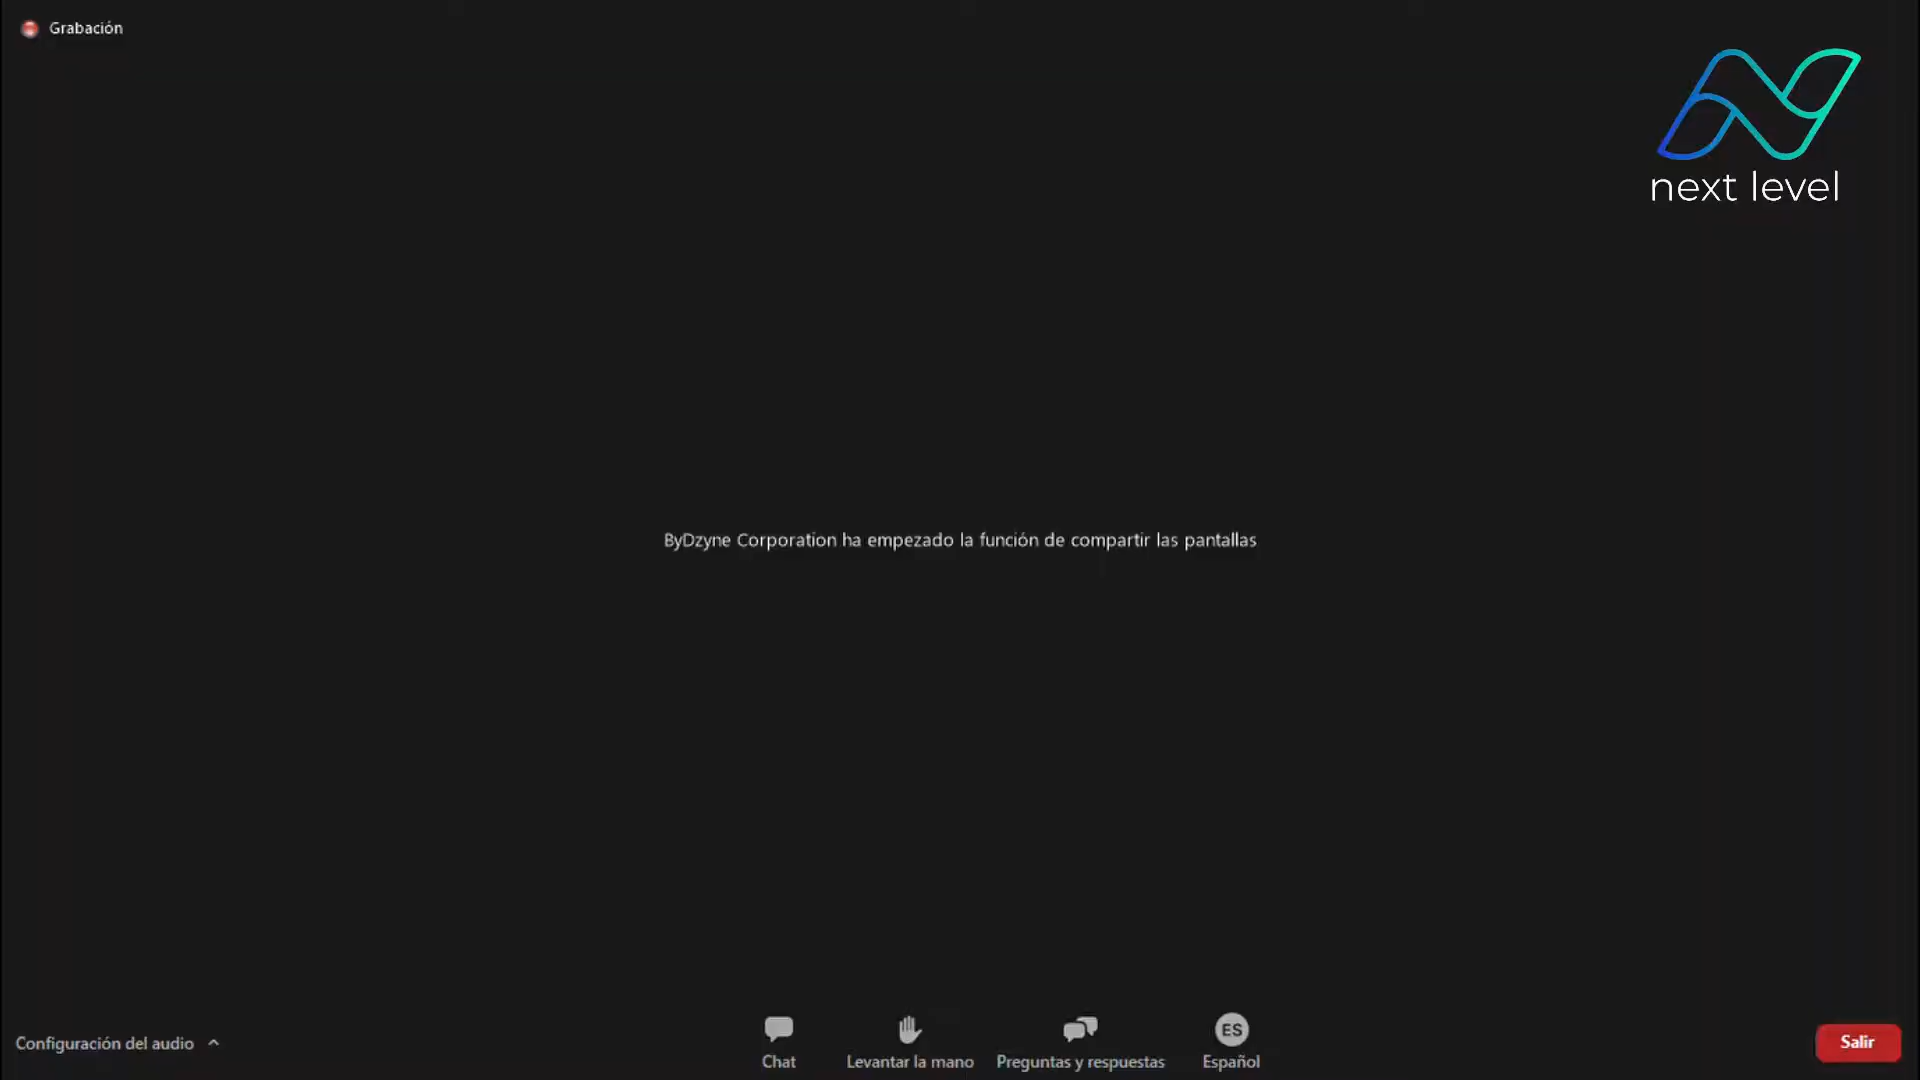 Grabación
next level
ByDzyne Corporation ha empezado la función de compartir las pantallas
Configuración del audio
Chat
Levantar la mano
Preguntas y respuestas
ES
Español
Salir